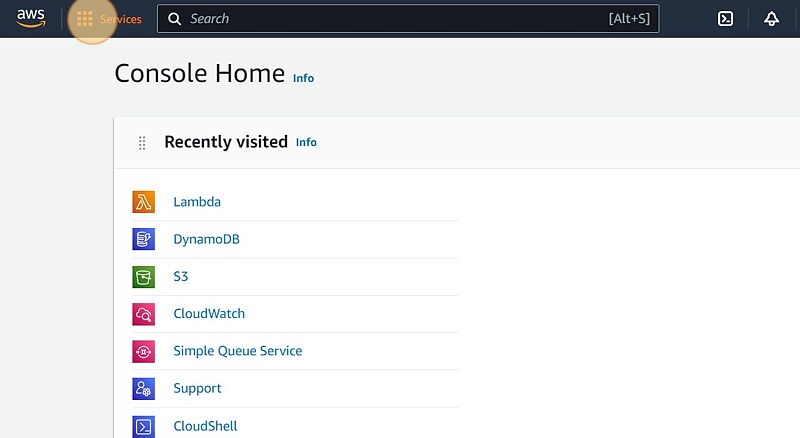 aws Services Search [Alt+S]
Console Home Info
Recently visited Info
Lambda
DynamoDB
S3
CloudWatch
Simple Queue Service
Support
CloudShell